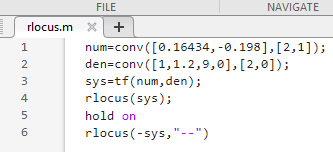 FILE
NAVIGATE
rlocus.m
1 num=conv([0.16434,-0.198],[2,1]);
2 den=conv([1,1.2,9,0],[2,0]);
3 sys=tf(num,den);
4 rlocus(sys);
5 hold on
6 rlocus(-sys,"--")